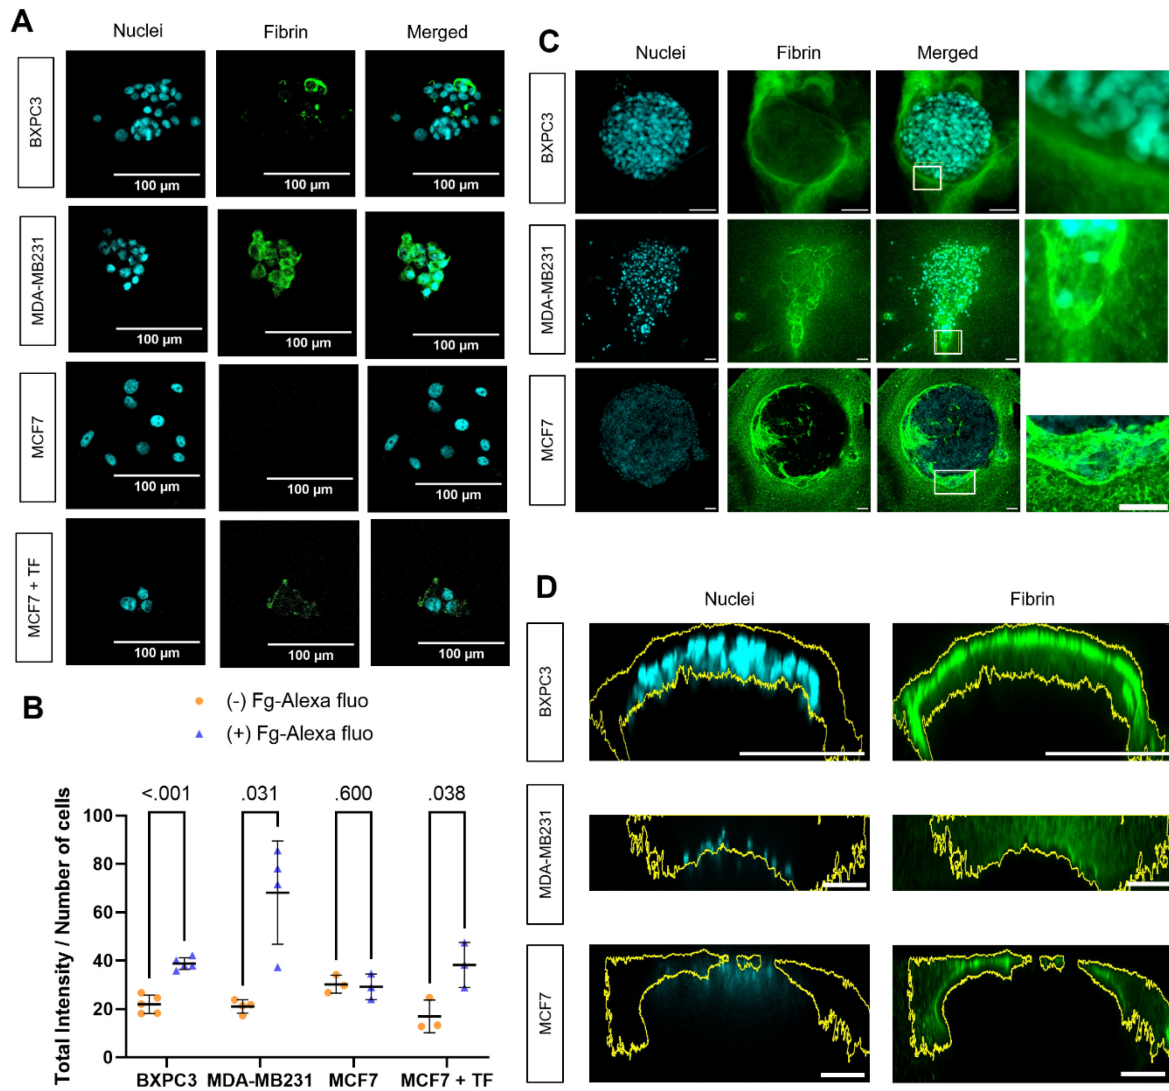 A
Nuclei Fibrin Merged
BXPC3
100 µm 100 µm 100 µm
MDA-MB231
100 µm 100 µm 100 µm
MCF7
100 µm 100 µm 100 µm
MCF7 + TF
100 µm 100 µm 100 µm
B
(-) Fg-Alexa fluo
(+) Fg-Alexa fluo
<.001 .031 .600 .038
Total Intensity / Number of cells
100
80
60
40
20
0
BXPC3 MDA-MB231 MCF7 MCF7 + TF
C
Nuclei Fibrin Merged
BXPC3
MDA-MB231
MCF7
D
Nuclei Fibrin
BXPC3
MDA-MB231
MCF7